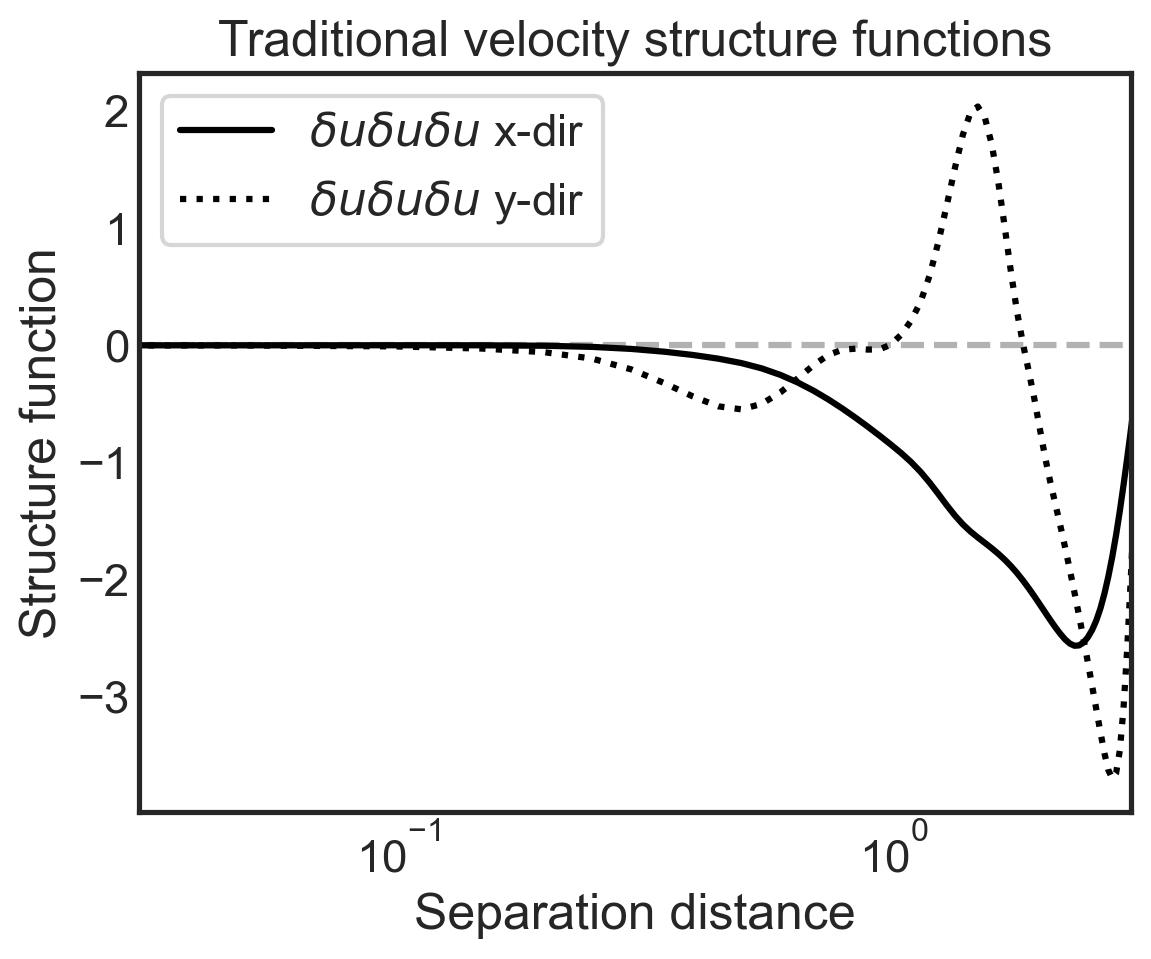 Traditional velocity structure functions
δuδuδu x-dir
δuδuδu y-dir
Structure function
2
1
0
−1
−2
−3
10⁻¹
10⁰
Separation distance